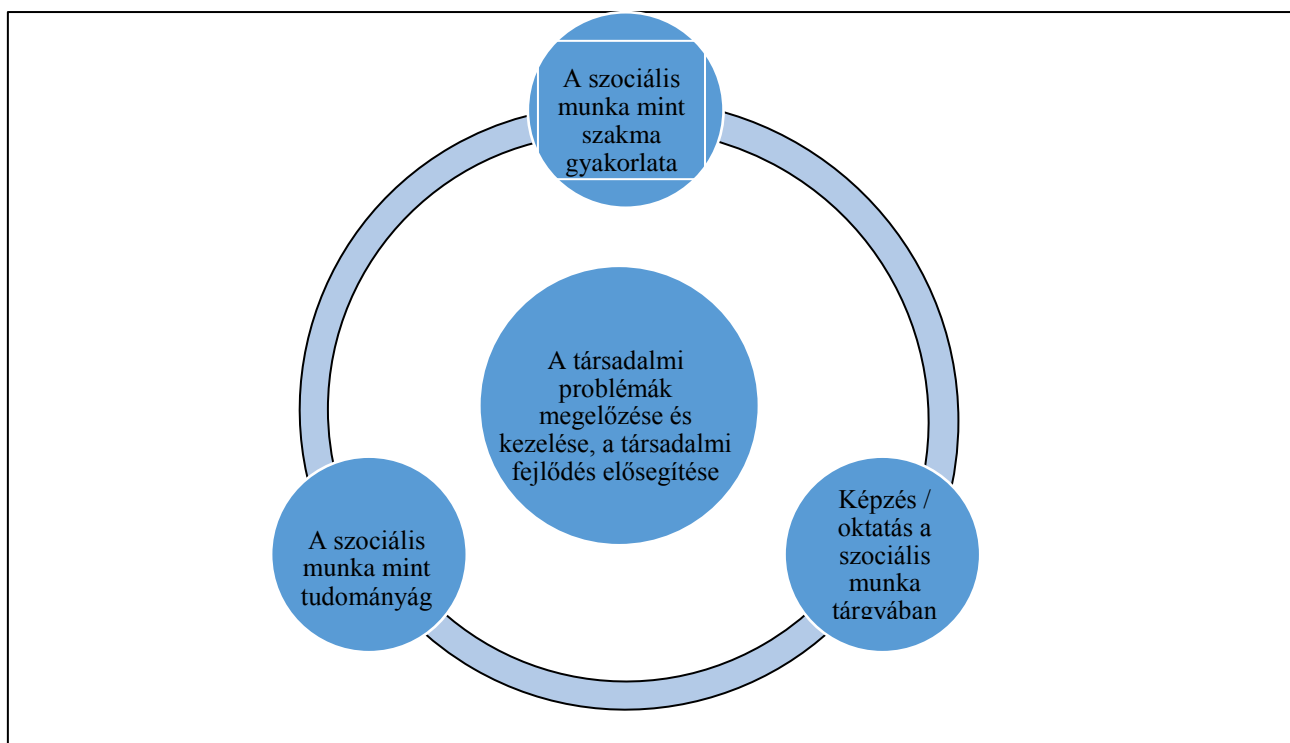 A szociális
munka mint
szakma
gyakorlata
A társadalmi
problémák
megelőzése és
kezelése, a társadalmi
fejlődés elősegítése
A szociális
munka mint
tudományág
Képzés /
oktatás a
szociális
munka
tárgyában